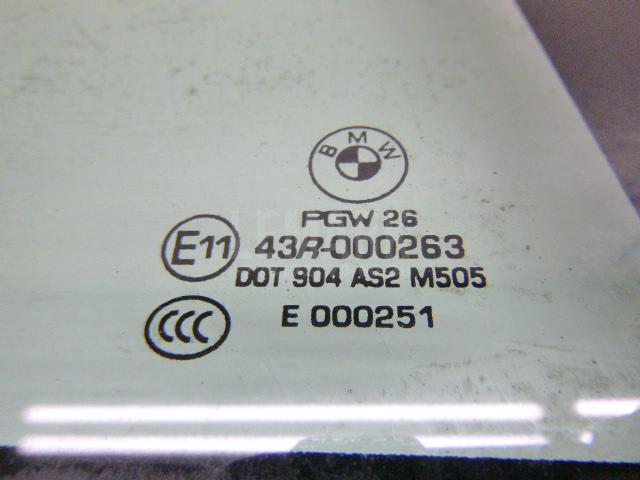 BMW
PGW 26
E11 43R-000263
DOT 904 AS2 M505
CCC E 000251